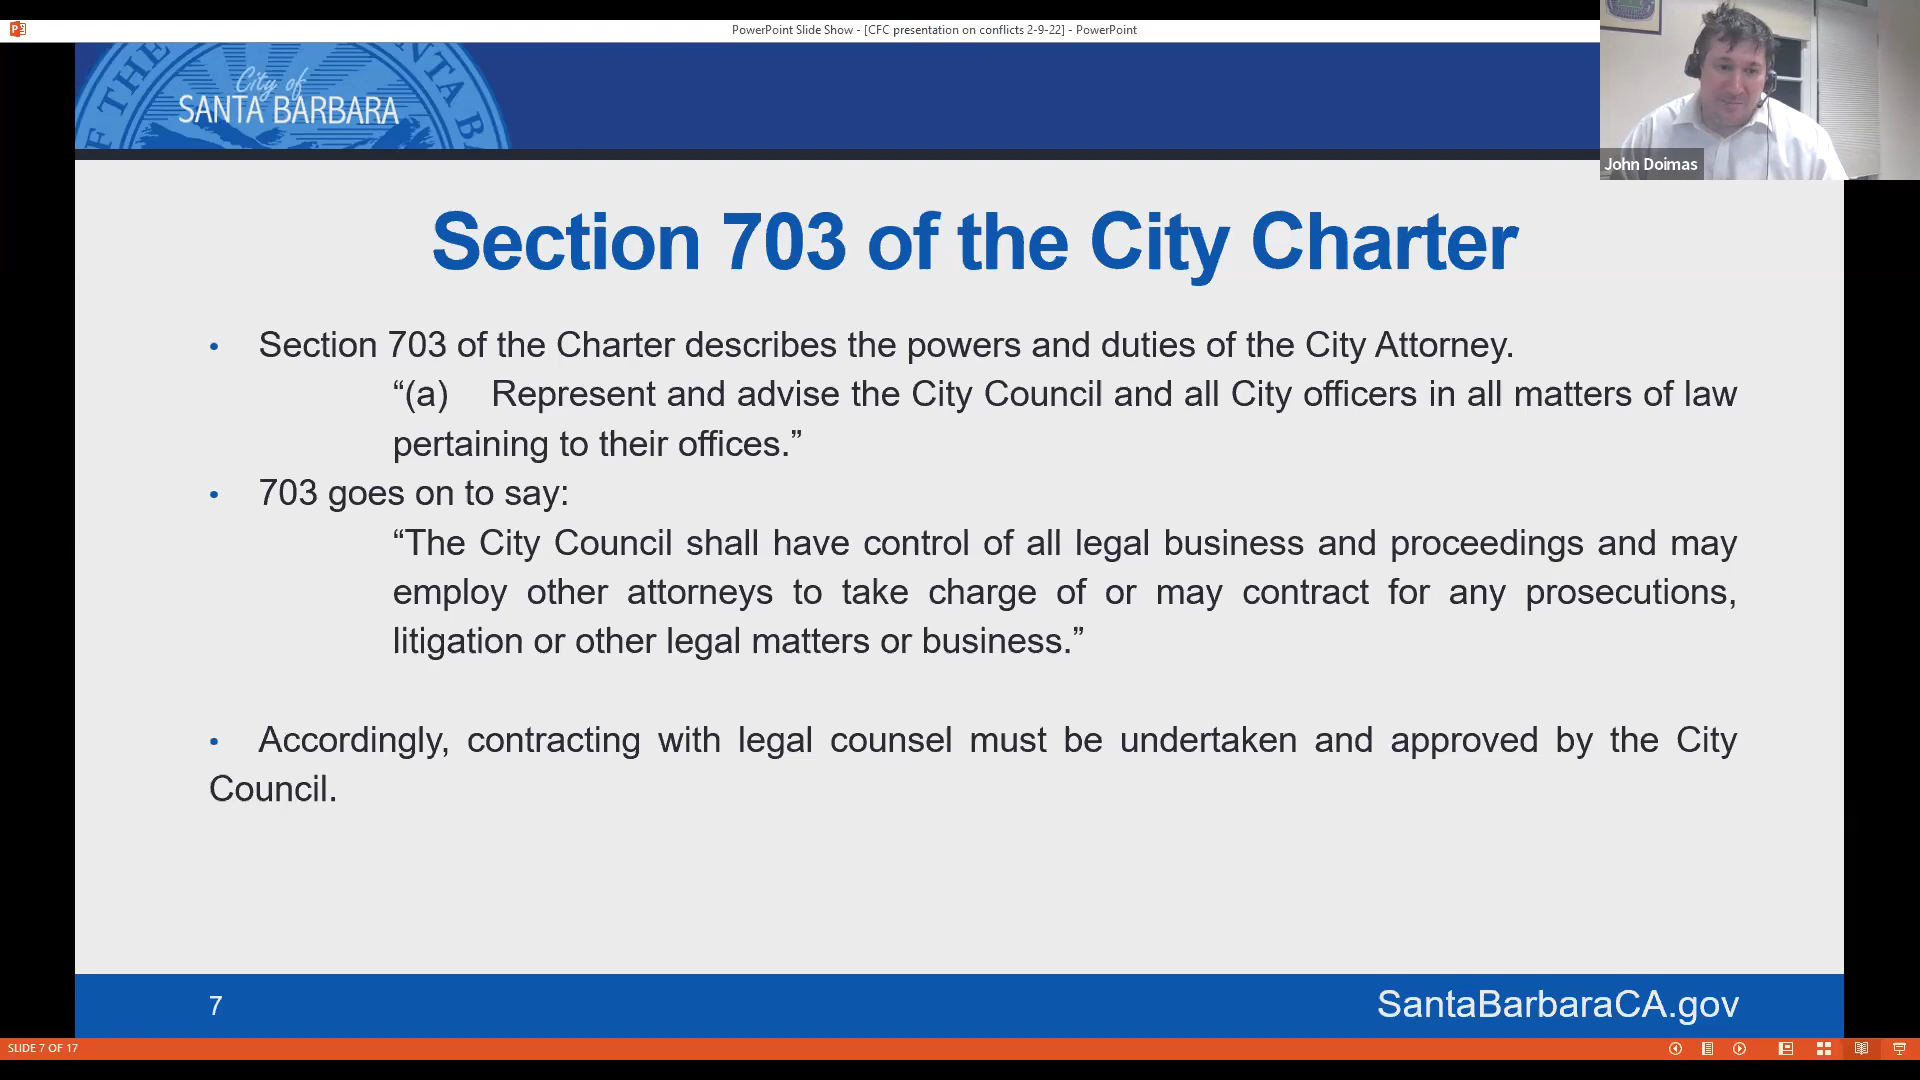 PowerPoint Slide Show - [CFC presentation on conflicts 2-9-22] - PowerPoint
City of
SANTA BARBARA
John Doimas
Section 703 of the City Charter
• Section 703 of the Charter describes the powers and duties of the City Attorney.
“(a) Represent and advise the City Council and all City officers in all matters of law
pertaining to their offices.”
• 703 goes on to say:
“The City Council shall have control of all legal business and proceedings and may
employ other attorneys to take charge of or may contract for any prosecutions,
litigation or other legal matters or business.”
• Accordingly, contracting with legal counsel must be undertaken and approved by the City
Council.
7
SantaBarbaraCA.gov
SLIDE 7 OF 17